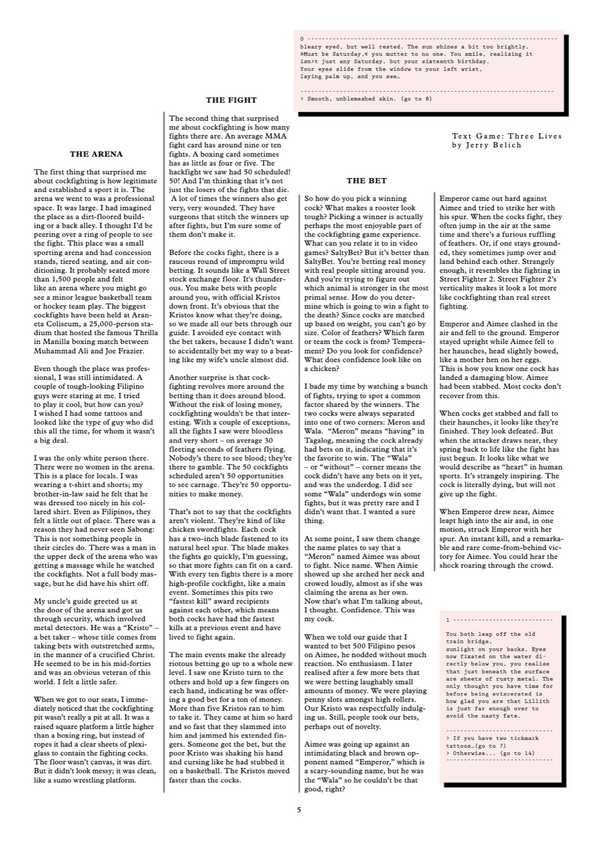 0 ----------------------------------------------------------------
bleary eyed, but well rested. The sun shines a bit too brightly.
*Must be Saturday,* you mutter to no one. You smile, realising it
isn't just any Saturday, but your sixteenth birthday.
Your eyes slide from the window to your left wrist,
laying palm up, and you see…
----------------------------------------------------------------
> Smooth, unblemeshed skin. (go to 8)
Text Game: Three Lives
by Jerry Belich
THE ARENA
The first thing that surprised me
about cockfighting is how legitimate
and established a sport it is. The
arena we went to was a professional
space. It was large. I had imagined
the place as a dirt-floored build-
ing or a back alley. I thought I'd be
peering over a ring of people to see
the fight. This place was a small
sporting arena and had concession
stands, tiered seating, and air con-
ditioning. It probably seated more
than 1,500 people and felt
like an arena where you might go
see a minor league basketball team
or hockey team play. The biggest
cockfights have been held at Aran-
eta Coliseum, a 25,000-person sta-
dium that hosted the famous Thrilla
in Manilla boxing match between
Muhammad Ali and Joe Frazier.
Even though the place was profes-
sional, I was still intimidated. A
couple of tough-looking Filipino
guys were staring at me. I tried
to play it cool, but how can you?
I wished I had some tattoos and
looked like the type of guy who did
this all the time, for whom it wasn't
a big deal.
I was the only white person there.
There were no women in the arena.
This is a place for locals. I was
wearing a t-shirt and shorts; my
brother-in-law said he felt that he
was dressed too nicely in his col-
lared shirt. Even as Filipinos, they
felt a little out of place. There was a
reason they had never seen Sabong:
This is not something people in
their circles do. There was a man in
the upper deck of the arena who was
getting a massage while he watched
the cockfights. Not a full body mas-
sage, but he did have his shirt off.
My uncle's guide greeted us at
the door of the arena and got us
through security, which involved
metal detectors. He was a "Kristo" –
a bet taker – whose title comes from
taking bets with outstretched arms,
in the manner of a crucified Christ.
He seemed to be in his mid-forties
and was an obvious veteran of this
world. I felt a little safer.
When we got to our seats, I imme-
diately noticed that the cockfighting
pit wasn't really a pit at all. It was a
raised square platform a little higher
than a boxing ring, but instead of
ropes it had a clear sheets of plexi-
glass to contain the fighting cocks.
The floor wasn't canvas, it was dirt.
But it didn't look messy; it was clean,
like a sumo wrestling platform.
THE FIGHT
The second thing that surprised
me about cockfighting is how many
fights there are. An average MMA
fight card has around nine or ten
fights. A boxing card sometimes
has as little as four or five. The
hackfight we saw had 50 scheduled!
50! And I'm thinking that it's not
just the losers of the fights that die.
A lot of times the winners also get
very, very wounded. They have
surgeons that stitch the winners up
after fights, but I'm sure some of
them don't make it.
Before the cocks fight, there is a
raucous round of impromptu wild
betting. It sounds like a Wall Street
stock exchange floor. It's thunder-
ous. You make bets with people
around you, with official Kristos
down front. It's obvious that the
Kristos know what they're doing,
so we made all our bets through our
guide. I avoided eye contact with
the bet takers, because I didn't want
to accidentally bet my way to a beat-
ing like my wife's uncle almost did.
Another surprise is that cock-
fighting revolves more around the
betting than it does around blood.
Without the risk of losing money,
cockfighting wouldn't be that inter-
esting. With a couple of exceptions,
all the fights I saw were bloodless
and very short – on average 30
fleeting seconds of feathers flying.
Nobody's there to see blood; they're
there to gamble. The 50 cockfights
scheduled aren't 50 opportunities
to see carnage. They're 50 opportu-
nities to make money.
That's not to say that the cockfights
aren't violent. They're kind of like
chicken swordfights. Each cock
has a two-inch blade fastened to its
natural heel spur. The blade makes
the fights go quickly, I'm guessing,
so that more fights can fit on a card.
With every ten fights there is a more
high-profile cockfight, like a main
event. Sometimes this pits two
"fastest kill" award recipients
against each other, which means
both cocks have had the fastest
kills at a previous event and have
lived to fight again.
The main events make the already
riotous betting go up to a whole new
level. I saw one Kristo turn to the
others and hold up a few fingers on
each hand, indicating he was offer-
ing a good bet for a ton of money.
More than five Kristos ran to him
to take it. They came at him so hard
and so fast that they slammed into
him and jammed his extended fin-
gers. Someone got the bet, but the
poor Kristo was shaking his hand
and cursing like he had stubbed it
on a basketball. The Kristos moved
faster than the cocks.
THE BET
So how do you pick a winning
cock? What makes a rooster look
tough? Picking a winner is actually
perhaps the most enjoyable part of
the cockfighting game experience.
What can you relate it to in video
games? SaltyBet? But it's better than
SaltyBet. You're betting real money
with real people sitting around you.
And you're trying to figure out
which animal is stronger in the most
primal sense. How do you deter-
mine which is going to win a fight to
the death? Since cocks are matched
up based on weight, you can't go by
size. Color of feathers? Which farm
or team the cock is from? Tempera-
ment? Do you look for confidence?
What does confidence look like on
a chicken?
I bade my time by watching a bunch
of fights, trying to spot a common
factor shared by the winners. The
two cocks were always separated
into one of two corners: Meron and
Wala. "Meron" means "having" in
Tagalog, meaning the cock already
had bets on it, indicating that it's
the favorite to win. The "Wala"
– or "without" – corner means the
cock didn't have any bets on it yet,
and was the underdog. I did see
some "Wala" underdogs win some
fights, but it was pretty rare and I
didn't want that. I wanted a sure
thing.
At some point, I saw them change
the name plates to say that a
"Meron" named Aimee was about
to fight. Nice name. When Aimie
showed up she arched her neck and
crowed loudly, almost as if she was
claiming the arena as her own.
Now that's what I'm talking about,
I thought. Confidence. This was
my cock.
When we told our guide that I
wanted to bet 500 Filipino pesos
on Aimee, he nodded without much
reaction. No enthusiasm. I later
realised after a few more bets that
we were betting laughably small
amounts of money. We were playing
penny slots amongst high rollers.
Our Kristo was respectfully indulg-
ing us. Still, people took our bets,
perhaps out of novelty.
Aimee was going up against an
intimidating black and brown op-
ponent named "Emperor," which is
a scary-sounding name, but he was
the "Wala" so he couldn't be that
good, right?
Emperor came out hard against
Aimee and tried to strike her with
his spur. When the cocks fight, they
often jump in the air at the same
time and there's a furious ruffling
of feathers. Or, if one stays ground-
ed, they sometimes jump over and
land behind each other. Strangely
enough, it resembles the fighting in
Street Fighter 2. Street Fighter 2's
verticality makes it look a lot more
like cockfighting than real street
fighting.
Emperor and Aimee clashed in the
air and fell to the ground. Emperor
stayed upright while Aimee fell to
her haunches, head slightly bowed,
like a mother hen on her eggs.
This is how you know one cock has
landed a damaging blow. Aimee
had been stabbed. Most cocks don't
recover from this.
When cocks get stabbed and fall to
their haunches, it looks like they're
finished. They look defeated. But
when the attacker draws near, they
spring back to life like the fight has
just begun. It looks like what we
would describe as "heart" in human
sports. It's strangely inspiring. The
cock is literally dying, but will not
give up the fight.
When Emperor drew near, Aimee
leapt high into the air and, in one
motion, struck Emperor with her
spur. An instant kill, and a remarka-
ble and rare come-from-behind vic-
tory for Aimee. You could hear the
shock roaring through the crowd.
1 ----------------------------
You both leap off the old
train bridge,
sunlight on your backs. Eyes
now fixated on the water di-
rectly below you, you realise
that just beneath the surface
are sheets of rusty metal. The
only thought you have time for
before being eviscerated is
how glad you are that Lillith
is just far enough over to
avoid the nasty fate.
----------------------------
> If you have two tickmark
tattoos…(go to 7)
> Otherwise... (go to 14)
----------------------------
5